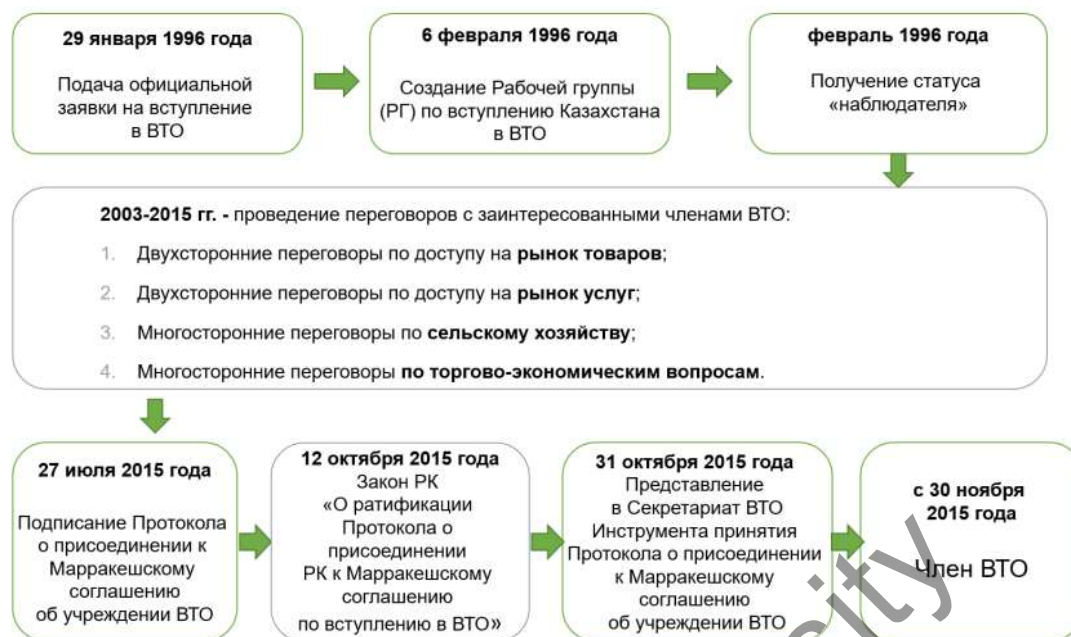 29 января 1996 года
Подача официальной
заявки на вступление
в ВТО
6 февраля 1996 года
Создание Рабочей группы
(РГ) по вступлению Казахстана
в ВТО
февраль 1996 года
Получение статуса
«наблюдателя»
2003-2015 гг. - проведение переговоров с заинтересованными членами ВТО:
1. Двухсторонние переговоры по доступу на рынок товаров;
2. Двухсторонние переговоры по доступу на рынок услуг;
3. Многосторонние переговоры по сельскому хозяйству;
4. Многосторонние переговоры по торгово-экономическим вопросам.
27 июля 2015 года
Подписание Протокола
о присоединении к
Марракешскому
соглашению
об учреждении ВТО
12 октября 2015 года
Закон РК
«О ратификации
Протокола о
присоединении
РК к Марракешскому
соглашению
по вступлению в ВТО»
31 октября 2015 года
Представление
в Секретариат ВТО
Инструмента принятия
Протокола о присоединении
к Марракешскому
соглашению
об учреждении ВТО
с 30 ноября
2015 года
Член ВТО
sity